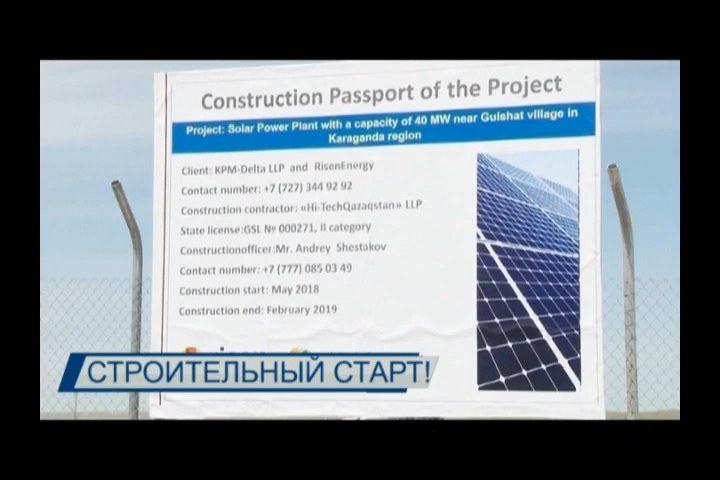 Construction Passport of the Project
Project: Solar Power Plant with a capacity of 40 MW near Gulshat village in
Karaganda region
Client: KPM-Delta LLP and RisenEnergy
Contact number: +7 (727) 344 92 92
Construction contractor: «Hi-TechQazaqstan» LLP
State license:GSL № 000271, II category
Constructionofficer:Mr. Andrey Shestakov
Contact number: +7 (777) 085 03 49
Construction start: May 2018
Construction end: February 2019
СТРОИТЕЛЬНЫЙ СТАРТ!